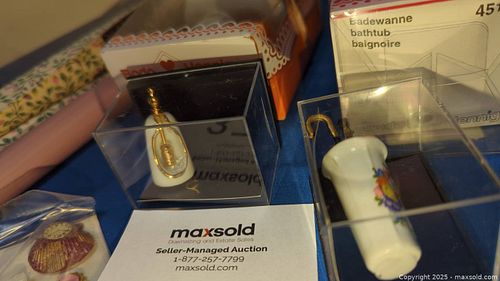 451
Badewanne
bathtub
baignoire
maxsold
Downsizing and Estate Sales
Seller-Managed Auction
1-877-257-7799
maxsold.com
Copyright © 2025 - maxsold.com